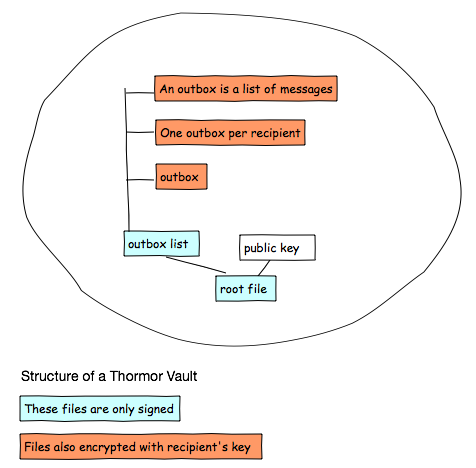 An outbox is a list of messages
One outbox per recipient
outbox
outbox list
public key
root file
Structure of a Thormor Vault
These files are only signed
Files also encrypted with recipient's key